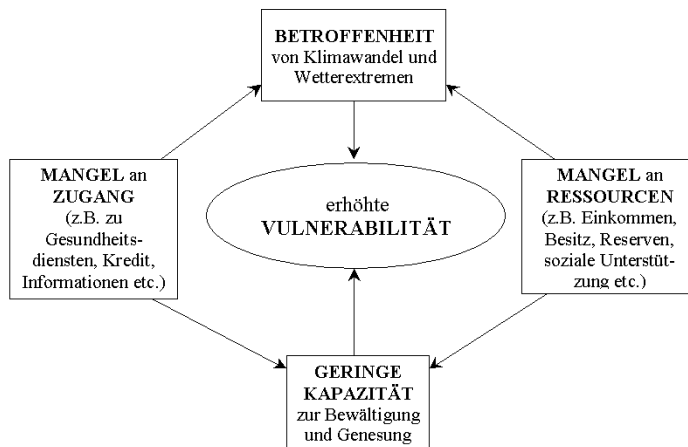 BETROFFENHEIT
von Klimawandel und
Wetterextremen
MANGEL an
ZUGANG
(z.B. zu
Gesundheits-
diensten, Kredit,
Informationen etc.)
erhöhte
VULNERABILITÄT
MANGEL an
RESSOURCEN
(z.B. Einkommen,
Besitz, Reserven,
soziale Unterstüt-
zung etc.)
GERINGE
KAPAZITÄT
zur Bewältigung
und Genesung